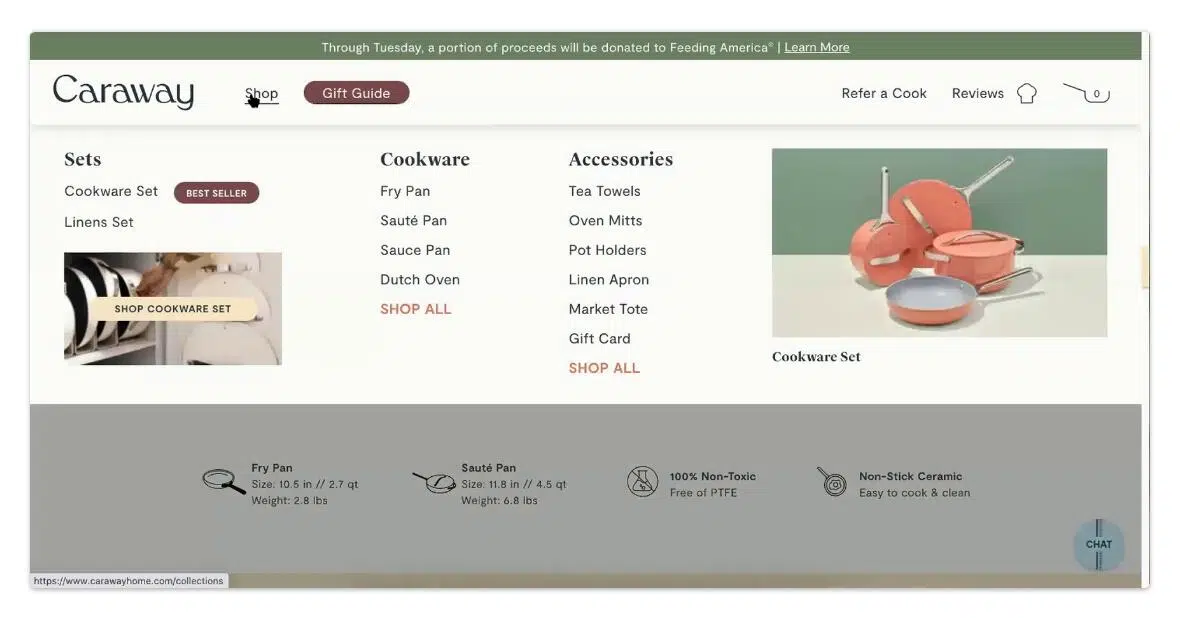 Through Tuesday, a portion of proceeds will be donated to Feeding America® | Learn More
Caraway
Shop
Gift Guide
Refer a Cook
Reviews
0
Sets
Cookware Set
BEST SELLER
Linens Set
SHOP COOKWARE SET
Cookware
Fry Pan
Sauté Pan
Sauce Pan
Dutch Oven
SHOP ALL
Accessories
Tea Towels
Oven Mitts
Pot Holders
Linen Apron
Market Tote
Gift Card
SHOP ALL
Cookware Set
Fry Pan
Size: 10.5 in // 2.7 qt
Weight: 2.8 lbs
Sauté Pan
Size: 11.8 in // 4.5 qt
Weight: 6.8 lbs
100% Non-Toxic
Free of PTFE
Non-Stick Ceramic
Easy to cook & clean
CHAT
https://www.carawayhome.com/collections